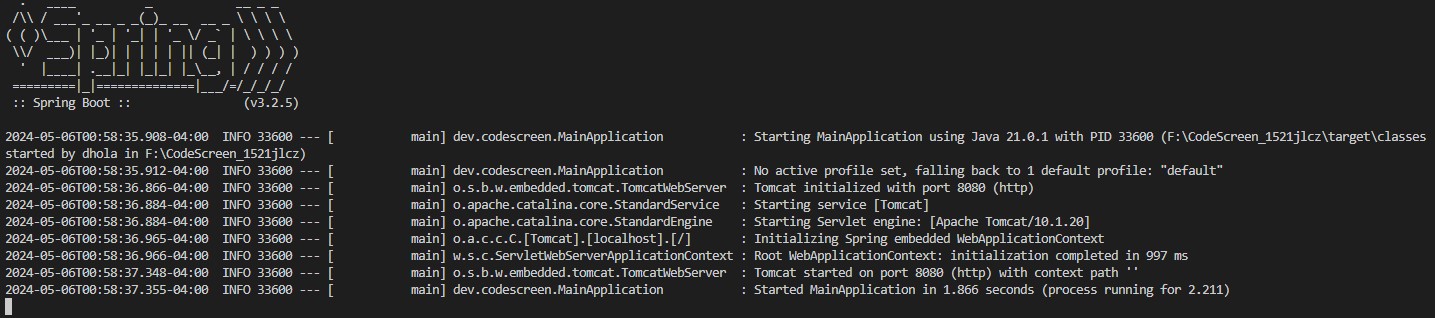 .   ____          _            __ _ _
 /\\ / ___'_ __ _ _(_)_ __  __ _ \ \ \ \
( ( )\___ | '_ | '_| | '_ \/ _` | \ \ \ \
 \\/  ___)| |_)| | | | | || (_| |  ) ) ) )
  '  |____| .__|_| |_|_| |_\__, | / / / /
 =========|_|==============|___/=/_/_/_/
 :: Spring Boot ::                (v3.2.5)

2024-05-06T00:58:35.908-04:00  INFO 33600 --- [           main] dev.codescreen.MainApplication           : Starting MainApplication using Java 21.0.1 with PID 33600 (F:\CodeScreen_1521jlcz\target\classes
started by dhola in F:\CodeScreen_1521jlcz)
2024-05-06T00:58:35.912-04:00  INFO 33600 --- [           main] dev.codescreen.MainApplication           : No active profile set, falling back to 1 default profile: "default"
2024-05-06T00:58:36.866-04:00  INFO 33600 --- [           main] o.s.b.w.embedded.tomcat.TomcatWebServer  : Tomcat initialized with port 8080 (http)
2024-05-06T00:58:36.884-04:00  INFO 33600 --- [           main] o.apache.catalina.core.StandardService   : Starting service [Tomcat]
2024-05-06T00:58:36.884-04:00  INFO 33600 --- [           main] o.apache.catalina.core.StandardEngine    : Starting Servlet engine: [Apache Tomcat/10.1.20]
2024-05-06T00:58:36.965-04:00  INFO 33600 --- [           main] o.a.c.c.C.[Tomcat].[localhost].[/]       : Initializing Spring embedded WebApplicationContext
2024-05-06T00:58:36.966-04:00  INFO 33600 --- [           main] w.s.c.ServletWebServerApplicationContext : Root WebApplicationContext: initialization completed in 997 ms
2024-05-06T00:58:37.348-04:00  INFO 33600 --- [           main] o.s.b.w.embedded.tomcat.TomcatWebServer  : Tomcat started on port 8080 (http) with context path ''
2024-05-06T00:58:37.355-04:00  INFO 33600 --- [           main] dev.codescreen.MainApplication           : Started MainApplication in 1.866 seconds (process running for 2.211)